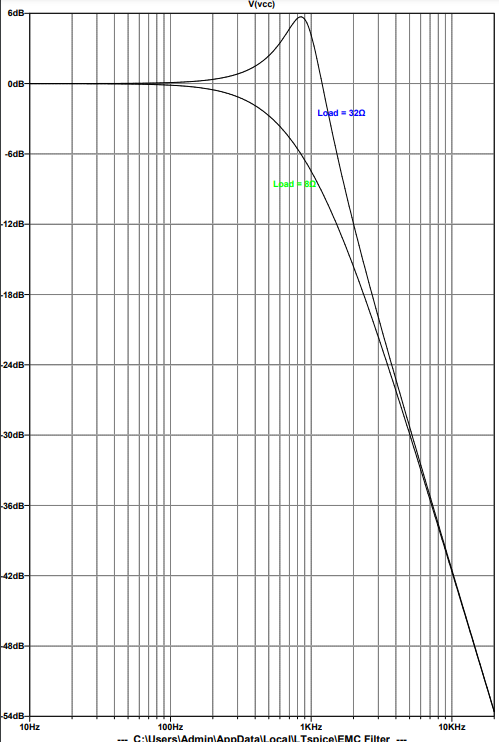 V(vcc)
6dB
0dB
-6dB
-12dB
-18dB
-24dB
-30dB
-36dB
-42dB
-48dB
-54dB
Load = 32Ω
Load = 8Ω
10Hz 100Hz 1KHz 10KHz
--- C:\Users\Admin\AppData\Local\LTspice\EMC Filter ---